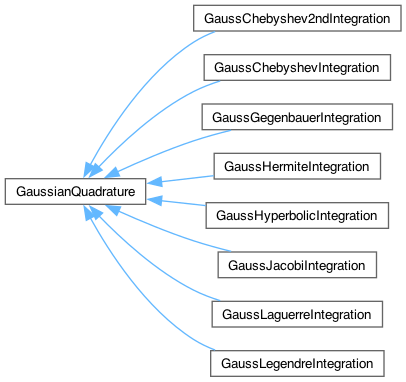 GaussChebyshev2ndIntegration
GaussChebyshevIntegration
GaussGegenbauerIntegration
GaussHermiteIntegration
GaussianQuadrature
GaussHyperbolicIntegration
GaussJacobiIntegration
GaussLaguerreIntegration
GaussLegendreIntegration